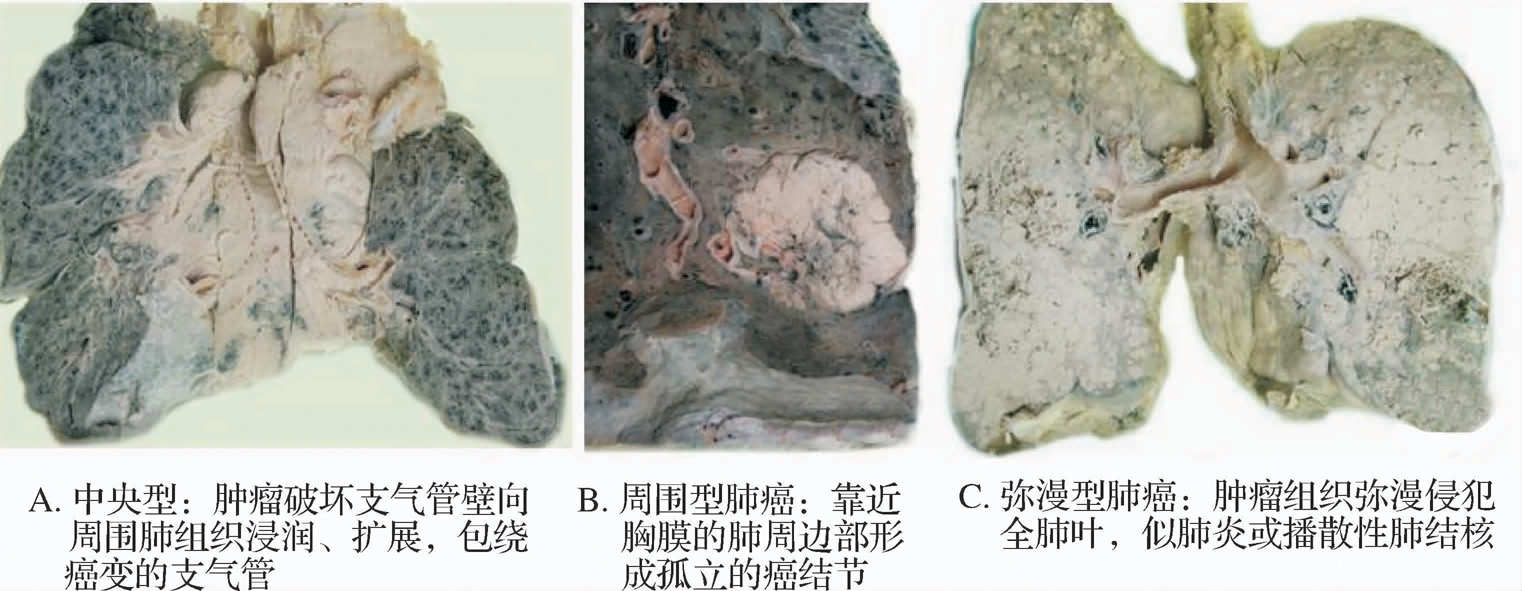 A. 中央型：肿瘤破坏支气管壁向
周围肺组织浸润、扩展，包绕
癌变的支气管
B. 周围型肺癌：靠近
胸膜的肺周边部形
成孤立的癌结节
C. 弥漫型肺癌：肿瘤组织弥漫侵犯
全肺叶，似肺炎或播散性肺结核